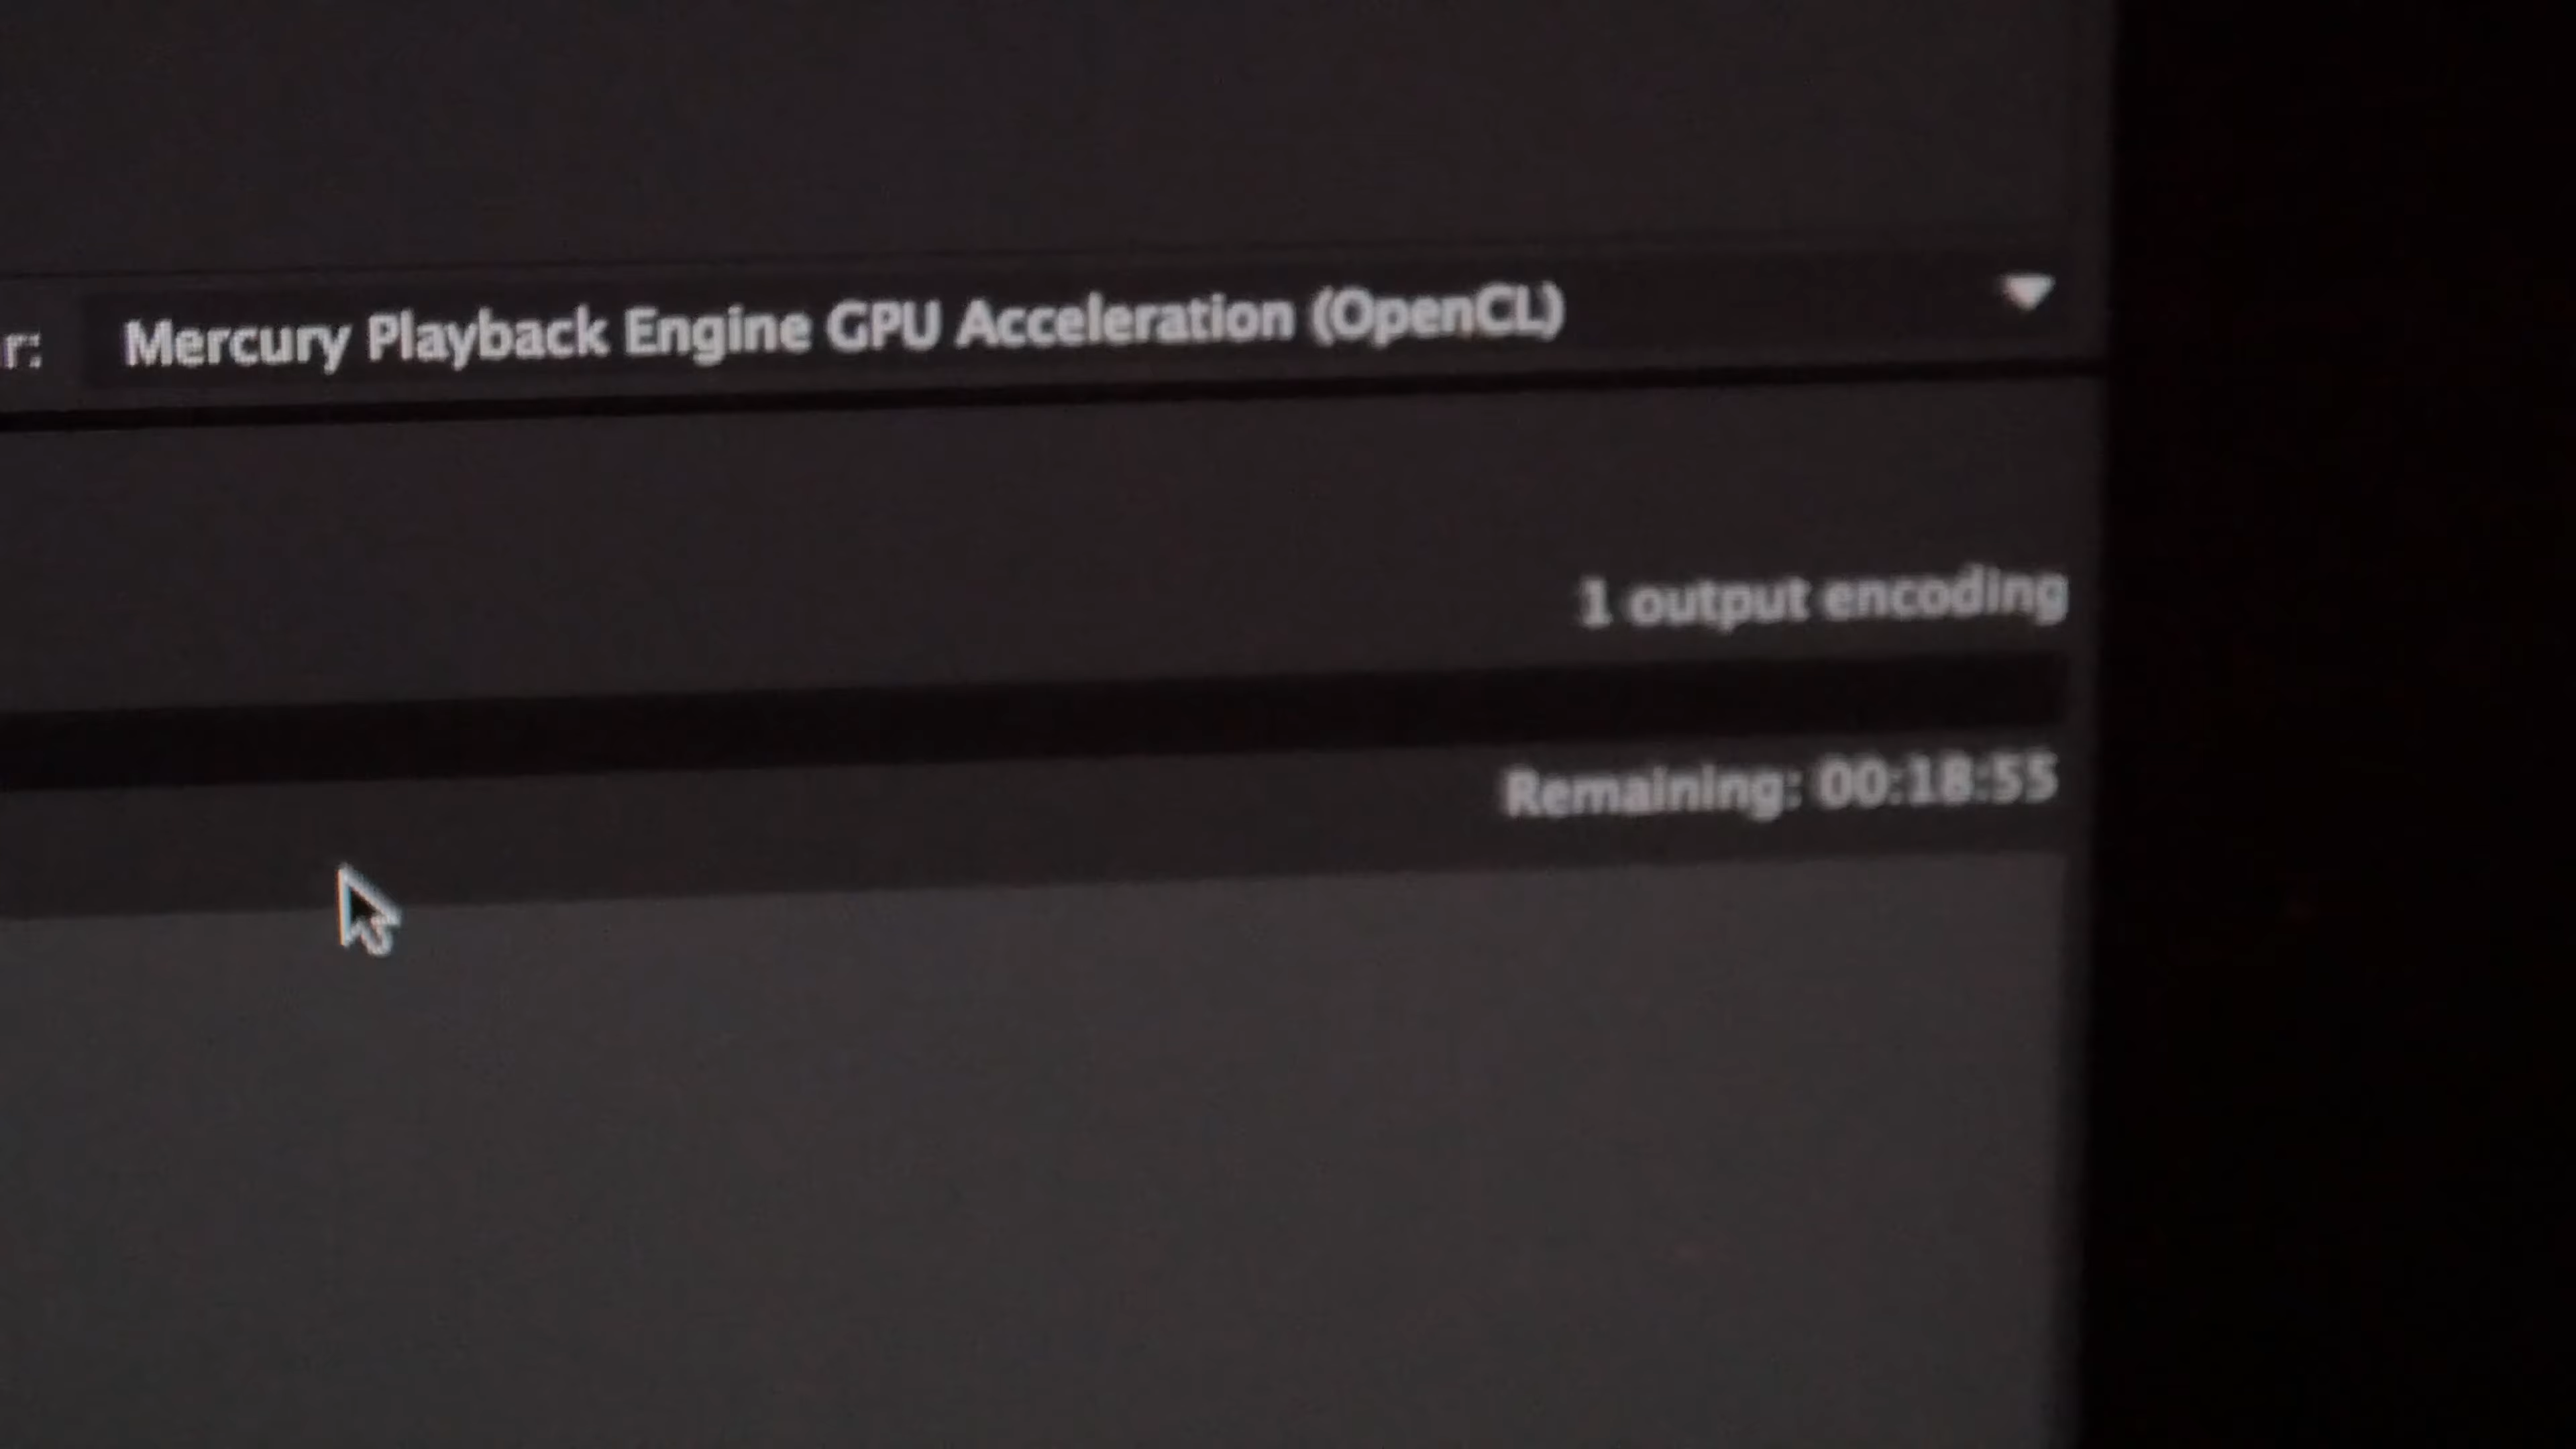 r: Mercury Playback Engine GPU Acceleration (OpenCL)
1 output encoding
Remaining: 00:18:55